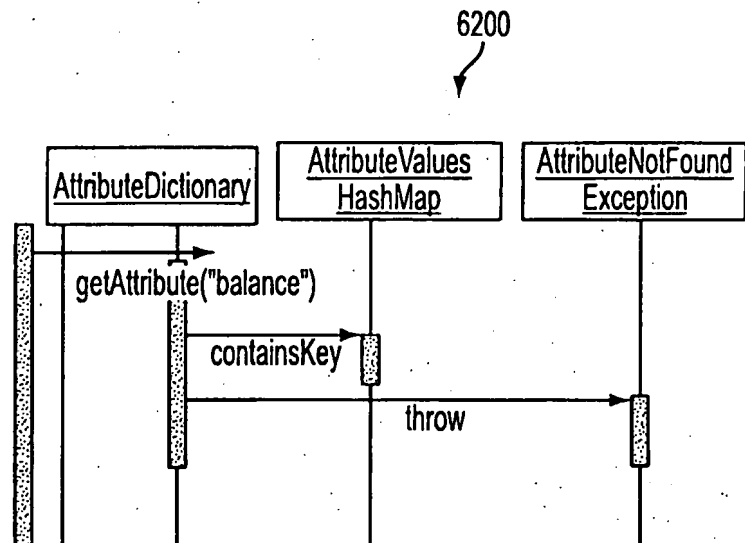 6200
AttributeDictionary
AttributeValues
HashMap
AttributeNotFound
Exception
getAttribute("balance")
containsKey
throw